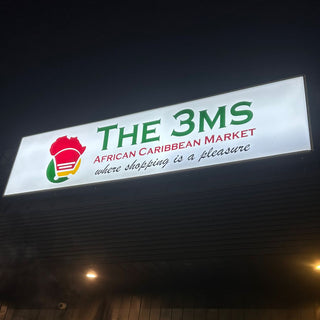 The 3ms
African Caribbean Market
where shopping is a pleasure